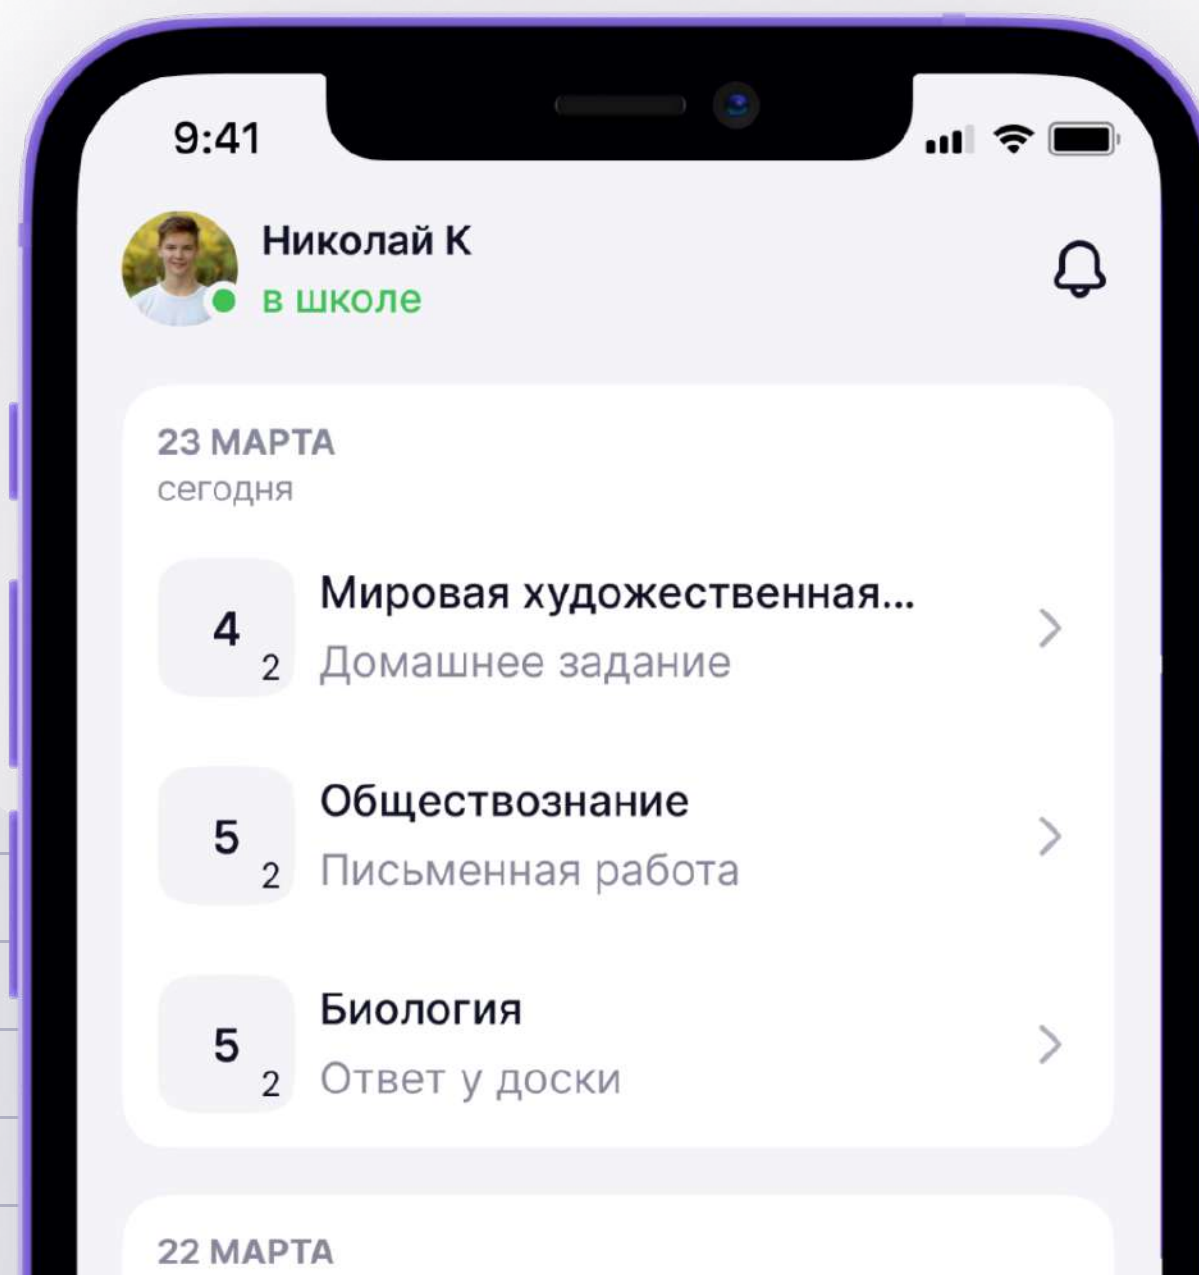 9:41
Николай К
в школе
23 МАРТА
сегодня
4 2
Мировая художественная...
Домашнее задание
5 2
Обществознание
Письменная работа
5 2
Биология
Ответ у доски
22 МАРТА